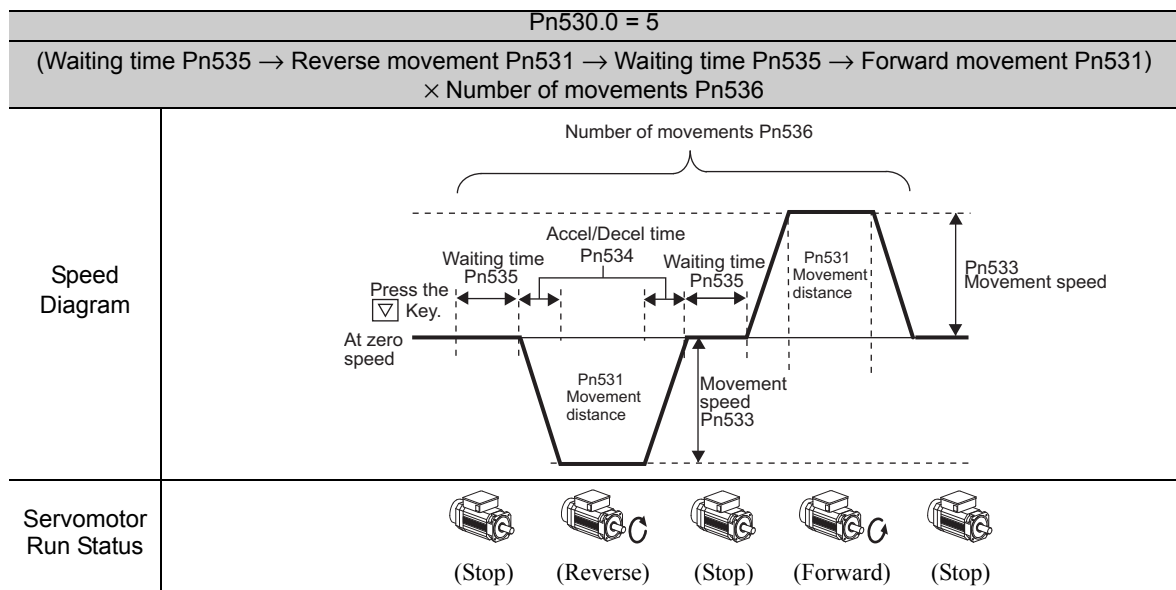 Pn530.0 = 5
(Waiting time Pn535 → Reverse movement Pn531 → Waiting time Pn535 → Forward movement Pn531)
× Number of movements Pn536
Speed
Diagram
Number of movements Pn536
Accel/Decel time
Pn534
Waiting time
Pn535
Waiting time
Pn535
Press the
▽ Key.
At zero
speed
Pn531
Movement
distance
Movement
speed
Pn533
Pn531
Movement
distance
Pn533
Movement speed
Servomotor
Run Status
(Stop) (Reverse) (Stop) (Forward) (Stop)